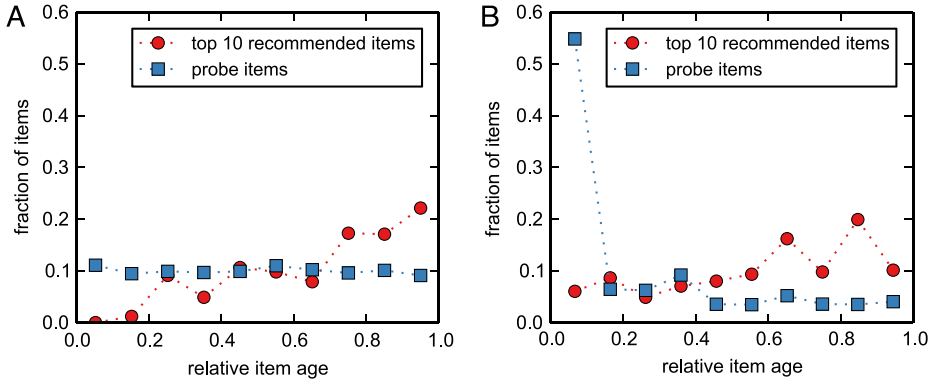 A
0.6
0.5
0.4
0.3
0.2
0.1
0.0
fraction of items
top 10 recommended items
probe items
0.0 0.2 0.4 0.6 0.8 1.0
relative item age
B
0.6
0.5
0.4
0.3
0.2
0.1
0.0
fraction of items
top 10 recommended items
probe items
0.0 0.2 0.4 0.6 0.8 1.0
relative item age